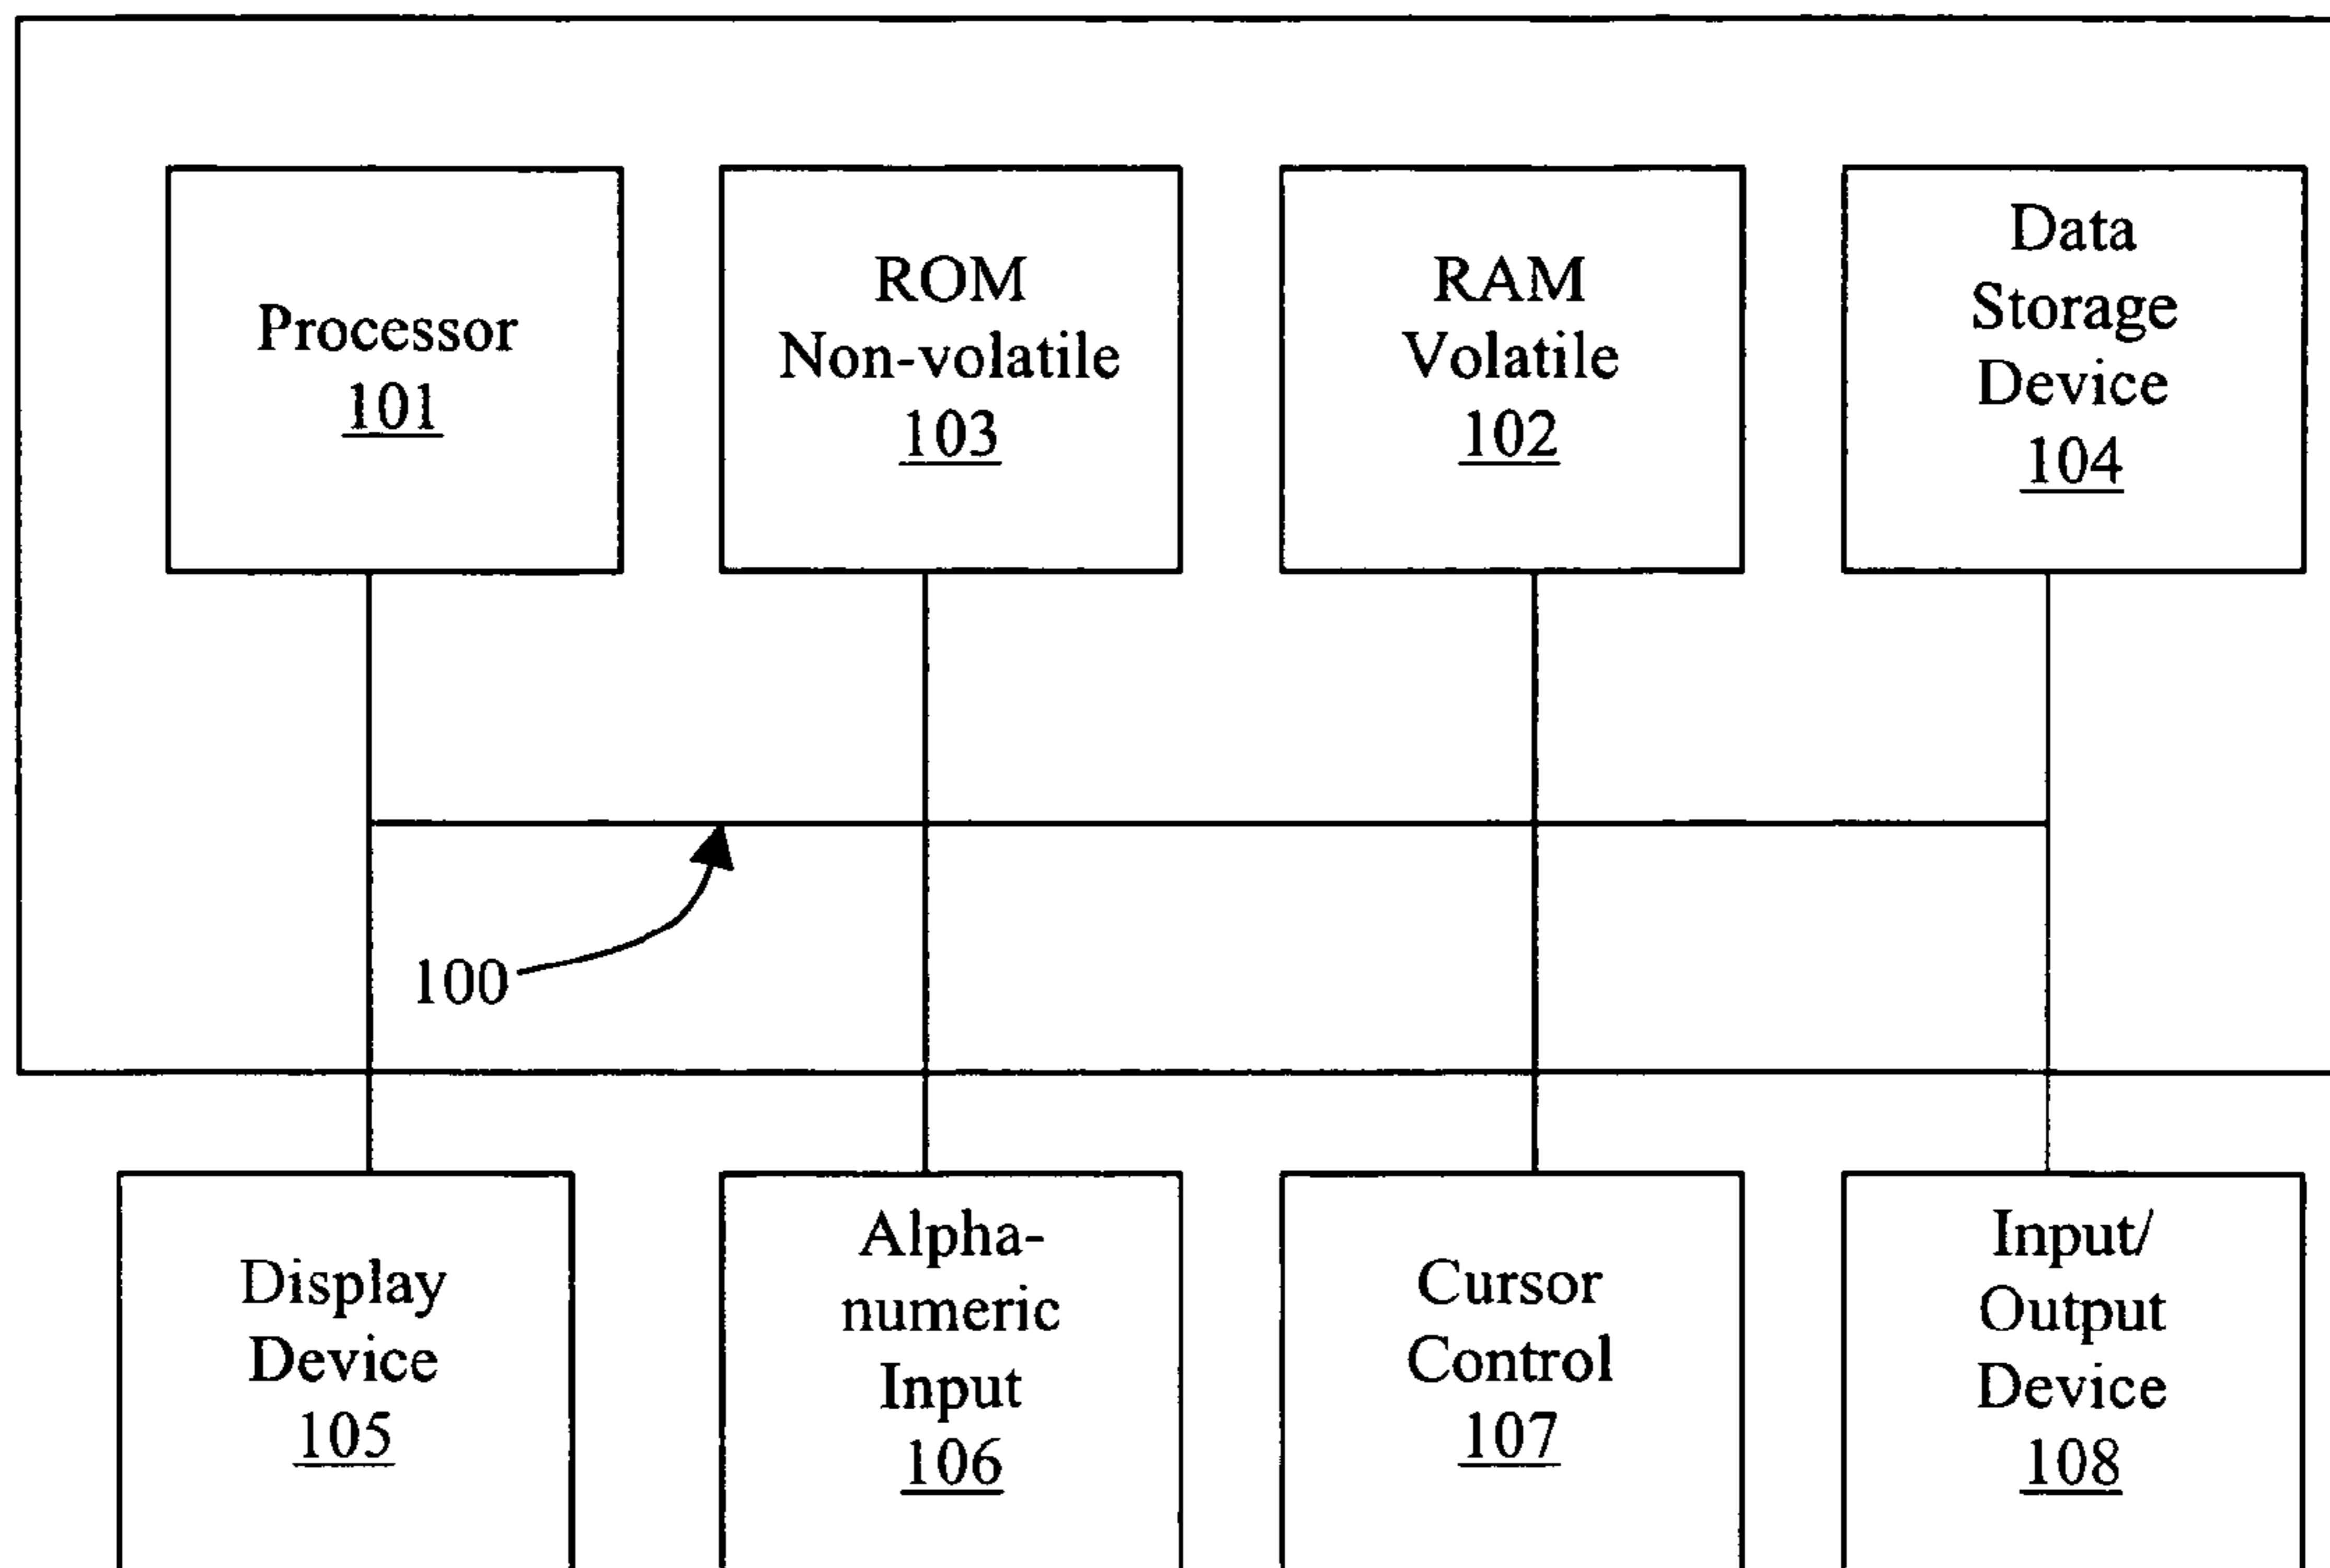 Processor
101
ROM
Non-volatile
103
RAM
Volatile
102
Data
Storage
Device
104
100
Display
Device
105
Alpha-
numeric
Input
106
Cursor
Control
107
Input/
Output
Device
108